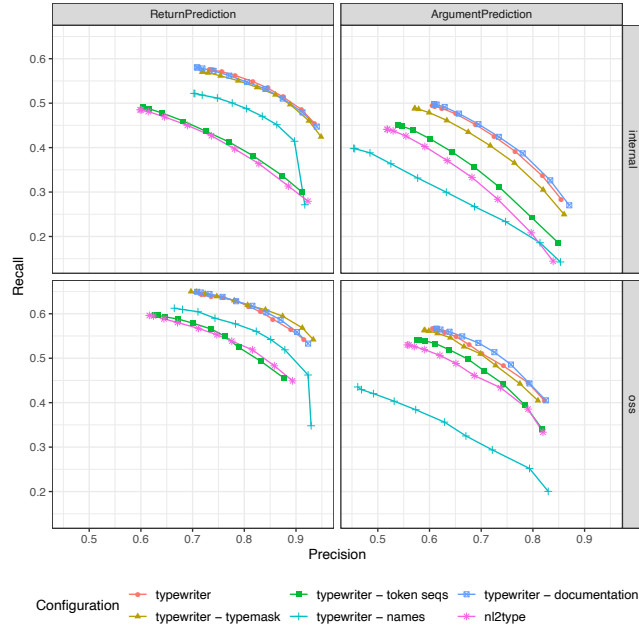 ReturnPrediction ArgumentPrediction
0.6
0.5
0.4
0.3
0.2
internal
Recall
0.6
0.5
0.4
0.3
0.2
oss
0.5 0.6 0.7 0.8 0.9 0.5 0.6 0.7 0.8 0.9
Precision
Configuration
typewriter typewriter − token seqs typewriter − documentation
typewriter − typemask typewriter − names nl2type